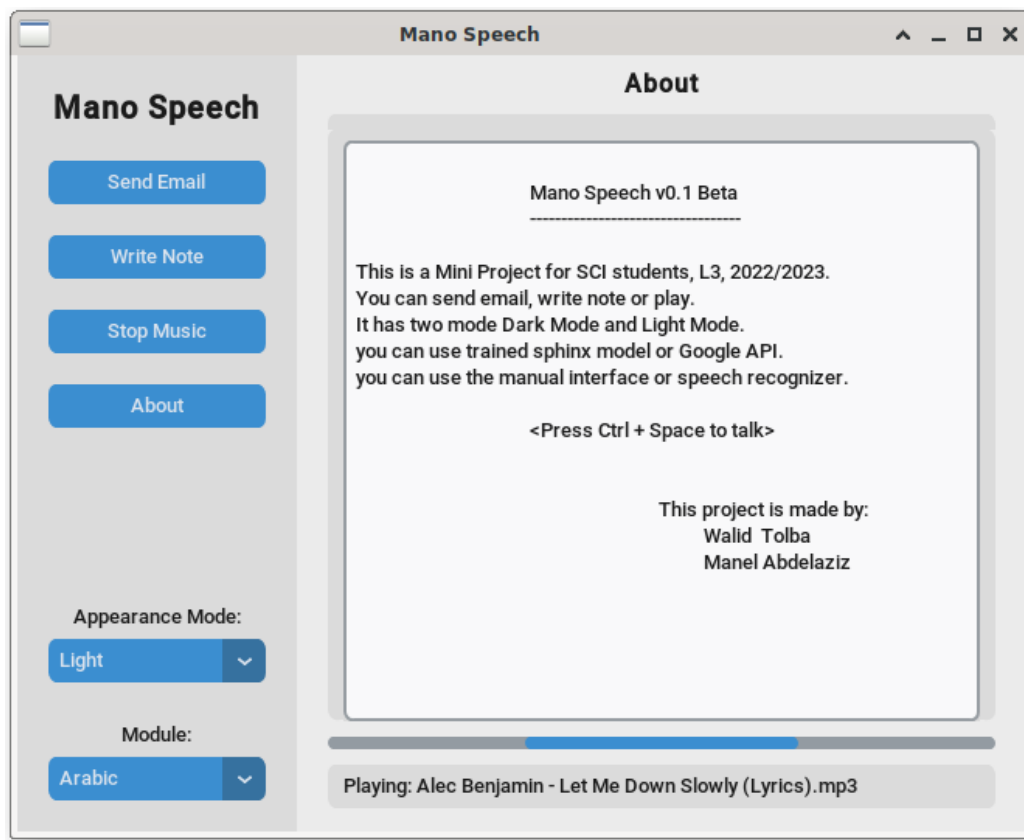 Mano Speech
Mano Speech
Send Email
Write Note
Stop Music
About
Appearance Mode:
Light
Module:
Arabic
About
Mano Speech v0.1 Beta
----------------------------------
This is a Mini Project for SCI students, L3, 2022/2023.
You can send email, write note or play.
It has two mode Dark Mode and Light Mode.
you can use trained sphinx model or Google API.
you can use the manual interface or speech recognizer.
<Press Ctrl + Space to talk>
This project is made by:
Walid  Tolba
Manel Abdelaziz
Playing: Alec Benjamin - Let Me Down Slowly (Lyrics).mp3